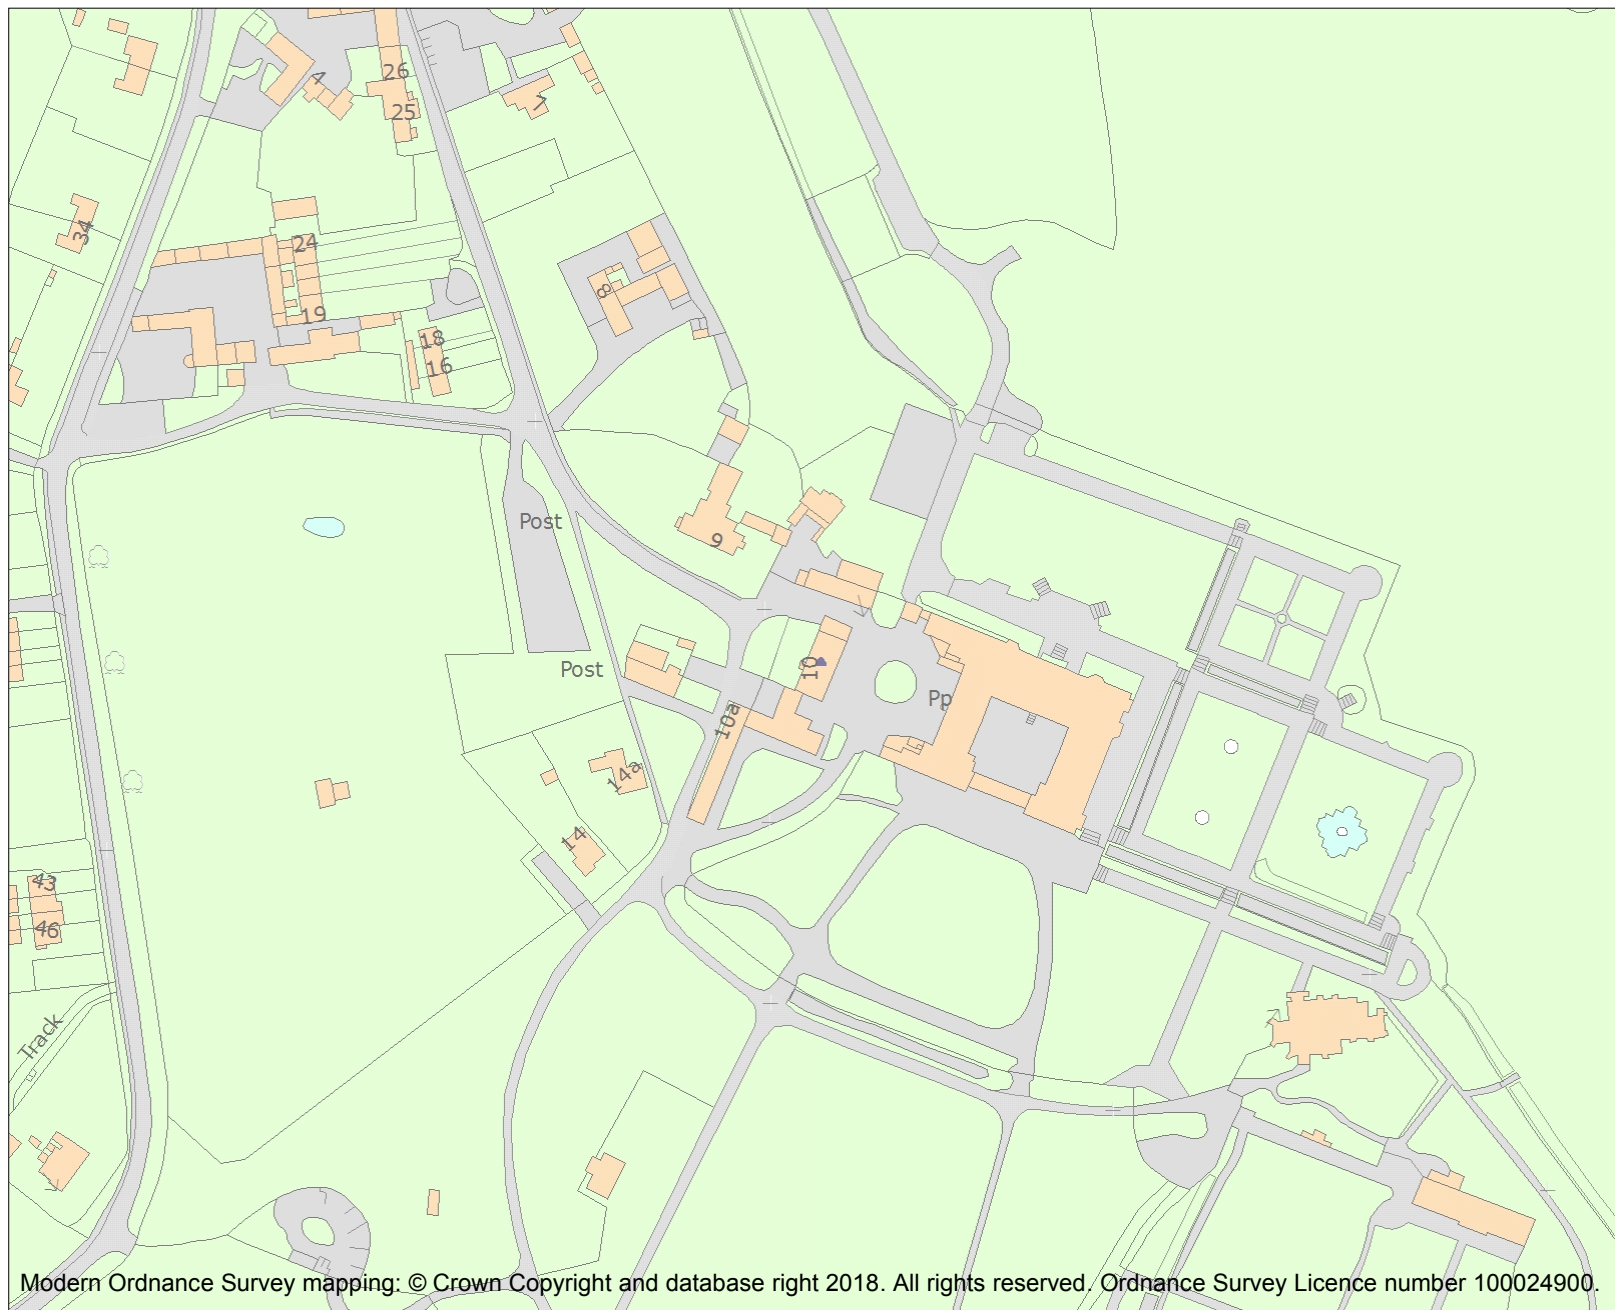 4
26
25
7
34
24
8
19
18
16
Post
9
Post
10
Pp
10a
14a
14
43
46
Track
Modern Ordnance Survey mapping: © Crown Copyright and database right 2018. All rights reserved. Ordnance Survey Licence number 100024900.